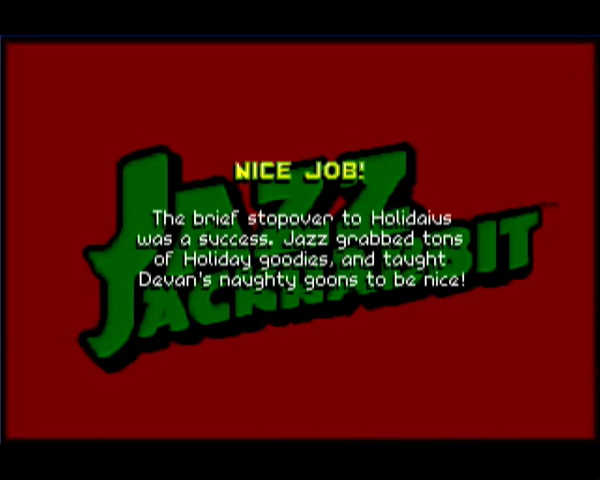 NICE JOB!
The brief stopover to Holidaius
was a success. Jazz grabbed tons
of Holiday goodies, and taught
Devan's naughty goons to be nice!
JAZZ
JACKRABBIT